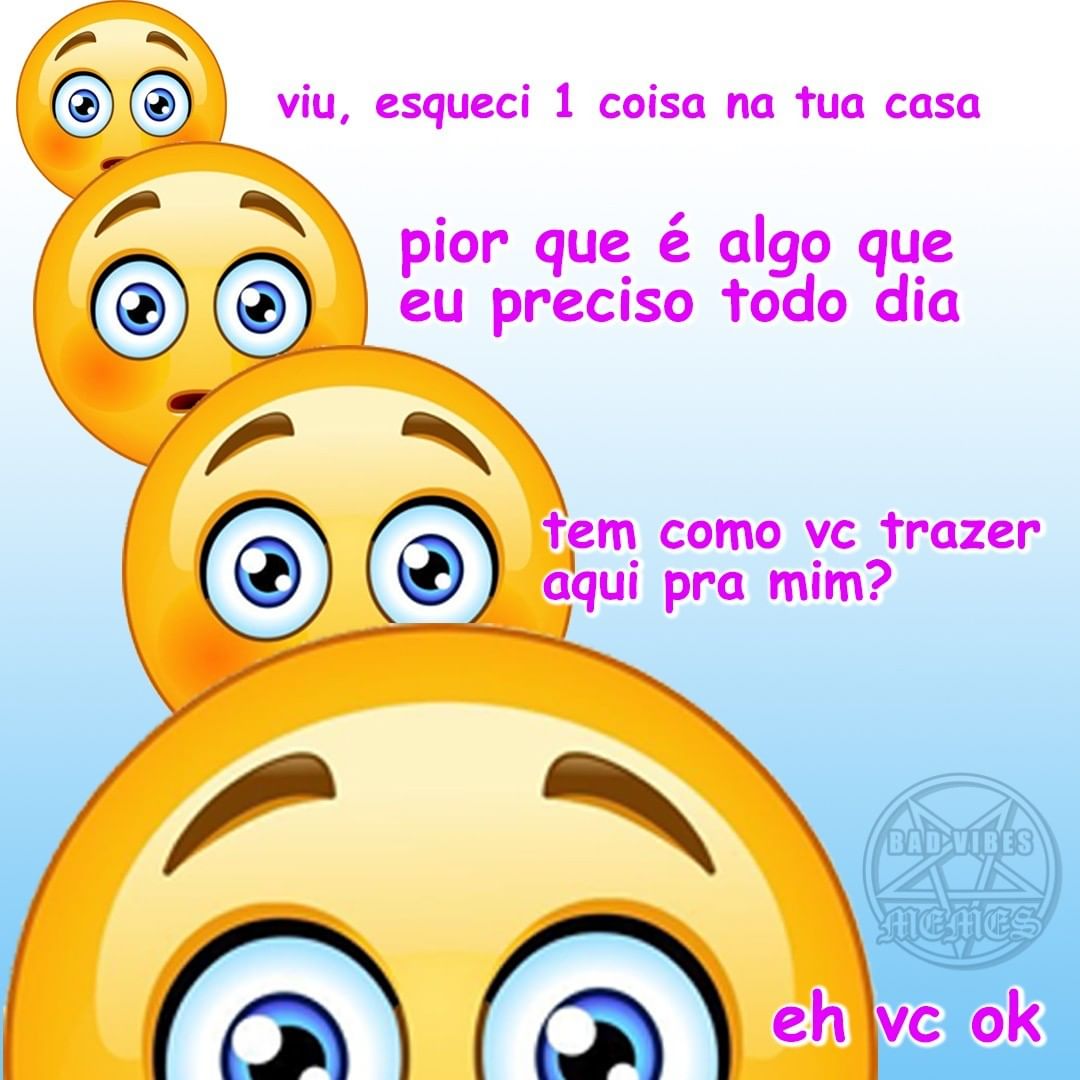 viu, esqueci 1 coisa na tua casa
pior que é algo que
eu preciso todo dia
tem como vc trazer
aqui pra mim?
BAD VIBES
MEMES
eh vc ok